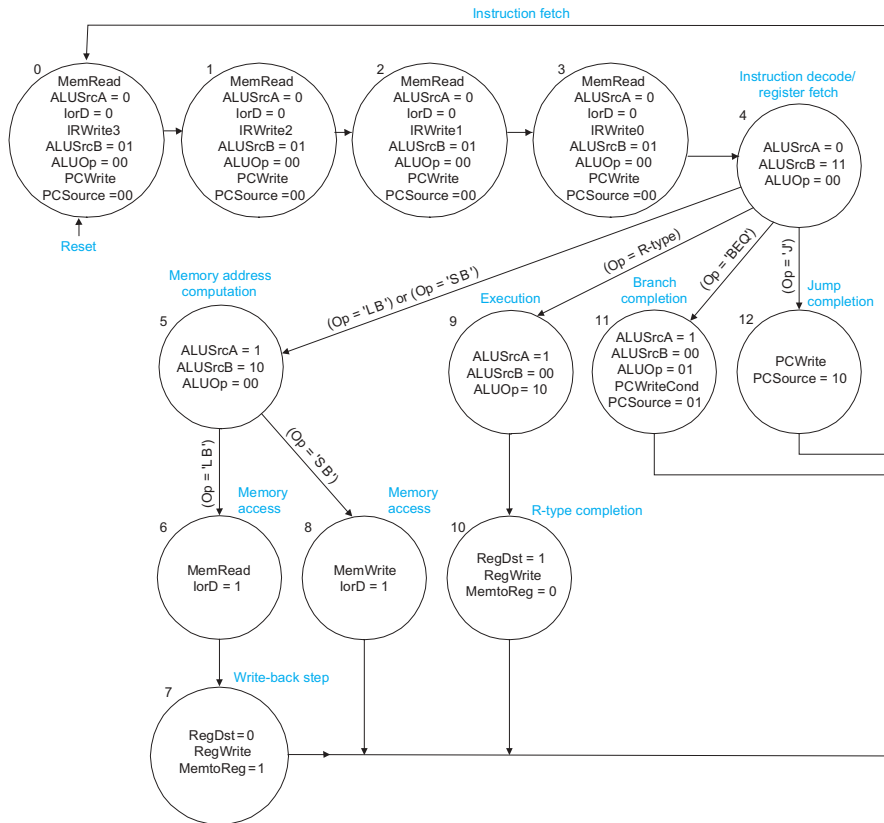 Instruction fetch
0
MemRead
ALUSrcA = 0
IorD = 0
IRWrite3
ALUSrcB = 01
ALUOp = 00
PCWrite
PCSource =00
Reset
1
MemRead
ALUSrcA = 0
IorD = 0
IRWrite2
ALUSrcB = 01
ALUOp = 00
PCWrite
PCSource =00
2
MemRead
ALUSrcA = 0
IorD = 0
IRWrite1
ALUSrcB = 01
ALUOp = 00
PCWrite
PCSource =00
3
MemRead
ALUSrcA = 0
IorD = 0
IRWrite0
ALUSrcB = 01
ALUOp = 00
PCWrite
PCSource =00
Instruction decode/
register fetch
4
ALUSrcA = 0
ALUSrcB = 11
ALUOp = 00
(Op = 'LB') or (Op = 'SB')
(Op = R-type)
(Op = 'BEQ')
(Op = 'J')
Memory address
computation
5
ALUSrcA = 1
ALUSrcB = 10
ALUOp = 00
Execution
9
ALUSrcA =1
ALUSrcB = 00
ALUOp = 10
Branch
completion
11
ALUSrcA = 1
ALUSrcB = 00
ALUOp = 01
PCWriteCond
PCSource = 01
Jump
completion
12
PCWrite
PCSource = 10
(Op = 'LB')
(Op = 'SB')
Memory
access
6
MemRead
IorD = 1
Memory
access
8
MemWrite
IorD = 1
R-type completion
10
RegDst = 1
RegWrite
MemtoReg = 0
Write-back step
7
RegDst = 0
RegWrite
MemtoReg = 1